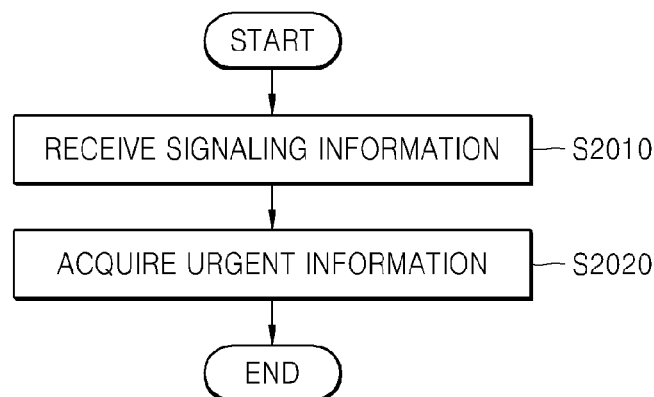 START
RECEIVE SIGNALING INFORMATION S2010
ACQUIRE URGENT INFORMATION S2020
END